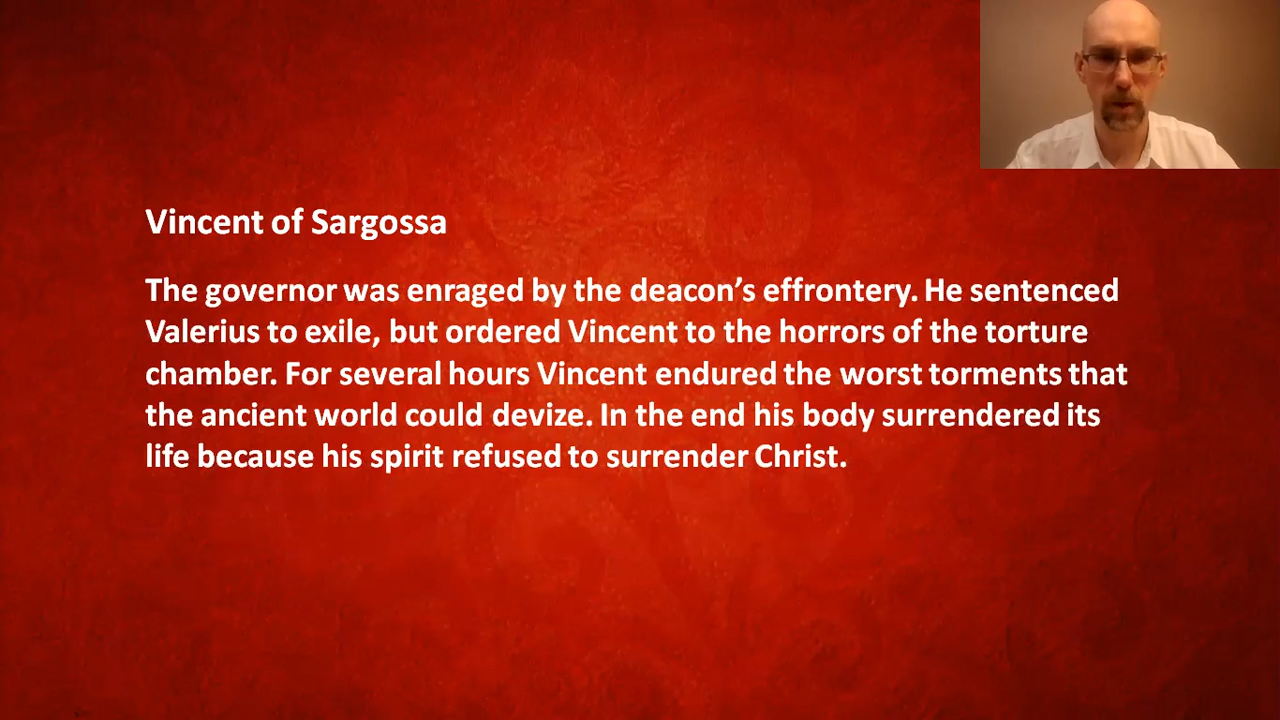 Vincent of Sargossa
The governor was enraged by the deacon’s effrontery. He sentenced
Valerius to exile, but ordered Vincent to the horrors of the torture
chamber. For several hours Vincent endured the worst torments that
the ancient world could devize. In the end his body surrendered its
life because his spirit refused to surrender Christ.